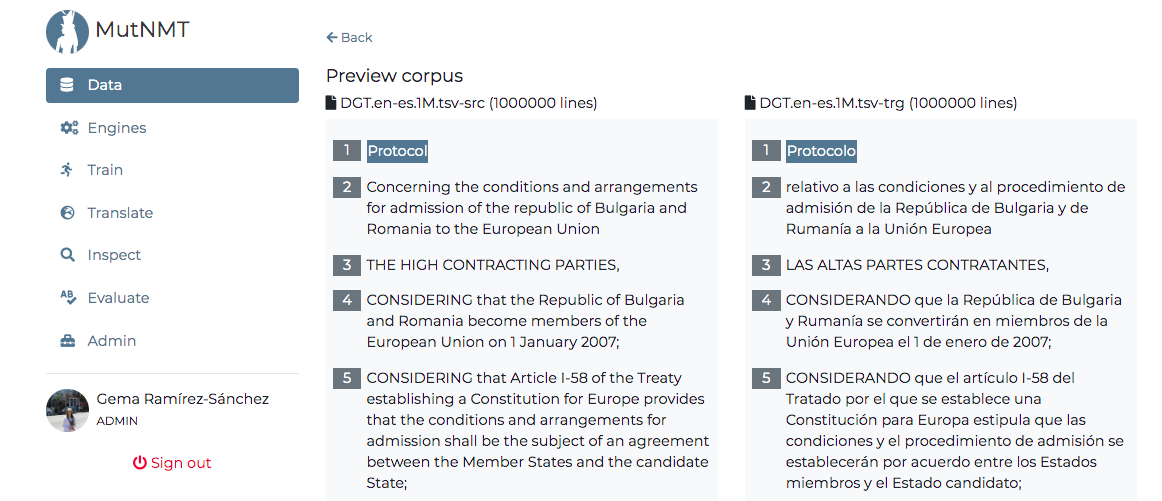 MutNMT
Data
Engines
Train
Translate
Inspect
Evaluate
Admin
Gema Ramírez-Sánchez
ADMIN
Sign out
Back
Preview corpus
DGT.en-es.1M.tsv-src (1000000 lines)
1 Protocol
2 Concerning the conditions and arrangements
for admission of the republic of Bulgaria and
Romania to the European Union
3 THE HIGH CONTRACTING PARTIES,
4 CONSIDERING that the Republic of Bulgaria
and Romania become members of the
European Union on 1 January 2007;
5 CONSIDERING that Article I-58 of the Treaty
establishing a Constitution for Europe provides
that the conditions and arrangements for
admission shall be the subject of an agreement
between the Member States and the candidate
State;
DGT.en-es.1M.tsv-trg (1000000 lines)
1 Protocolo
2 relativo a las condiciones y al procedimiento de
admisión de la República de Bulgaria y de
Rumanía a la Unión Europea
3 LAS ALTAS PARTES CONTRATANTES,
4 CONSIDERANDO que la República de Bulgaria
y Rumanía se convertirán en miembros de la
Unión Europea el 1 de enero de 2007;
5 CONSIDERANDO que el artículo I-58 del
Tratado por el que se establece una
Constitución para Europa estipula que las
condiciones y el procedimiento de admisión se
establecerán por acuerdo entre los Estados
miembros y el Estado candidato;